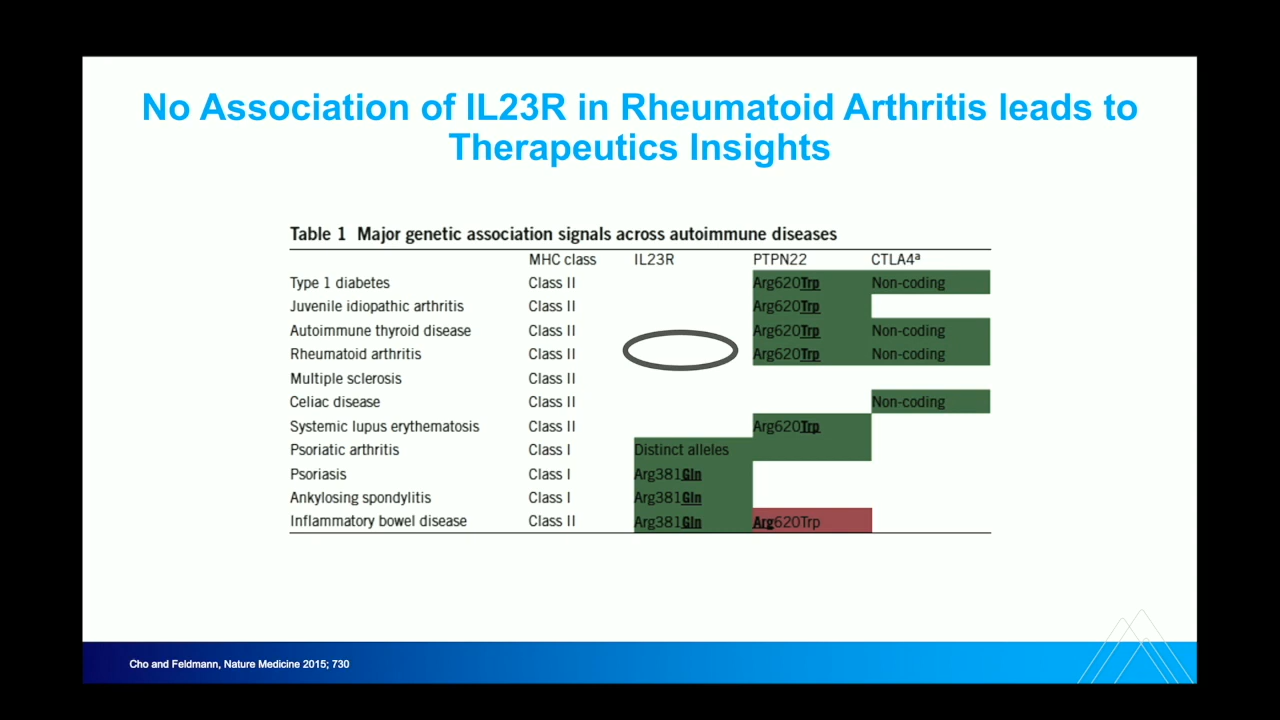 No Association of IL23R in Rheumatoid Arthritis leads to
Therapeutics Insights
Table 1 Major genetic association signals across autoimmune diseases
MHC class IL23R PTPN22 CTLA4ª
Type 1 diabetes Class II Arg620Trp Non-coding
Juvenile idiopathic arthritis Class II Arg620Trp
Autoimmune thyroid disease Class II Arg620Trp Non-coding
Rheumatoid arthritis Class II Arg620Trp Non-coding
Multiple sclerosis Class II
Celiac disease Class II Non-coding
Systemic lupus erythematosis Class II Arg620Trp
Psoriatic arthritis Class I Distinct alleles
Psoriasis Class I Arg381Gln
Ankylosing spondylitis Class I Arg381Gln
Inflammatory bowel disease Class II Arg381Gln Arg620Trp
Cho and Feldmann, Nature Medicine 2015; 730